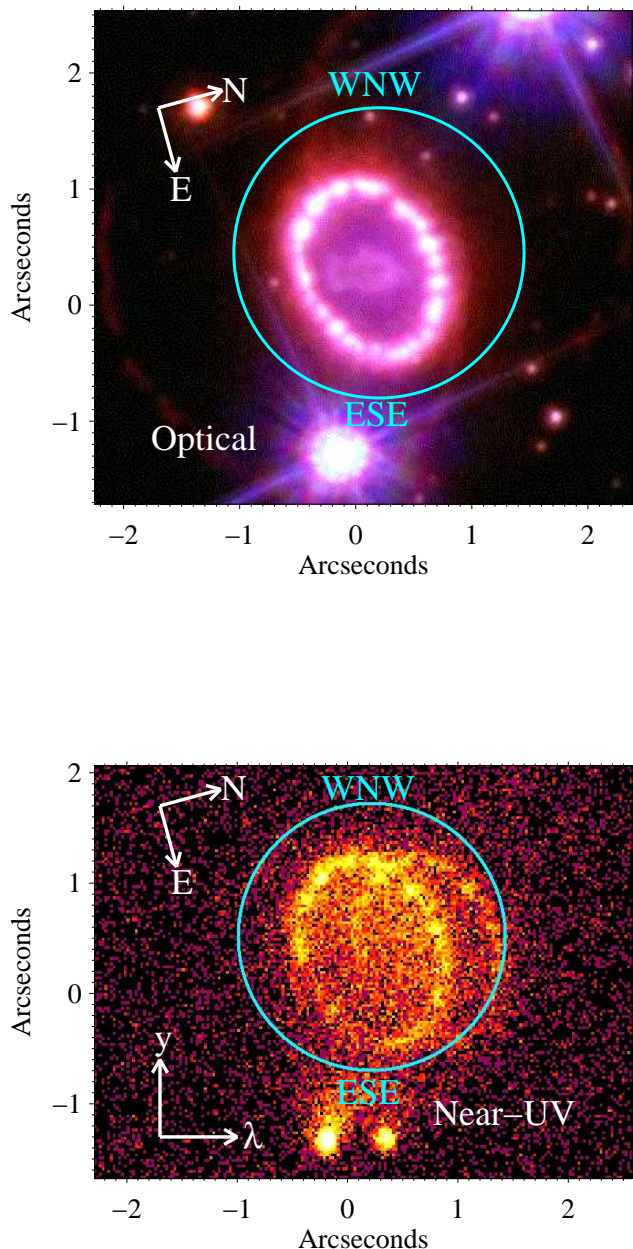 2
1
0
−1
Arcseconds
N
E
WNW
ESE
Optical
−2 −1 0 1 2
Arcseconds
2
1
0
−1
Arcseconds
N
E
WNW
ESE
y
λ
Near−UV
−2 −1 0 1 2
Arcseconds